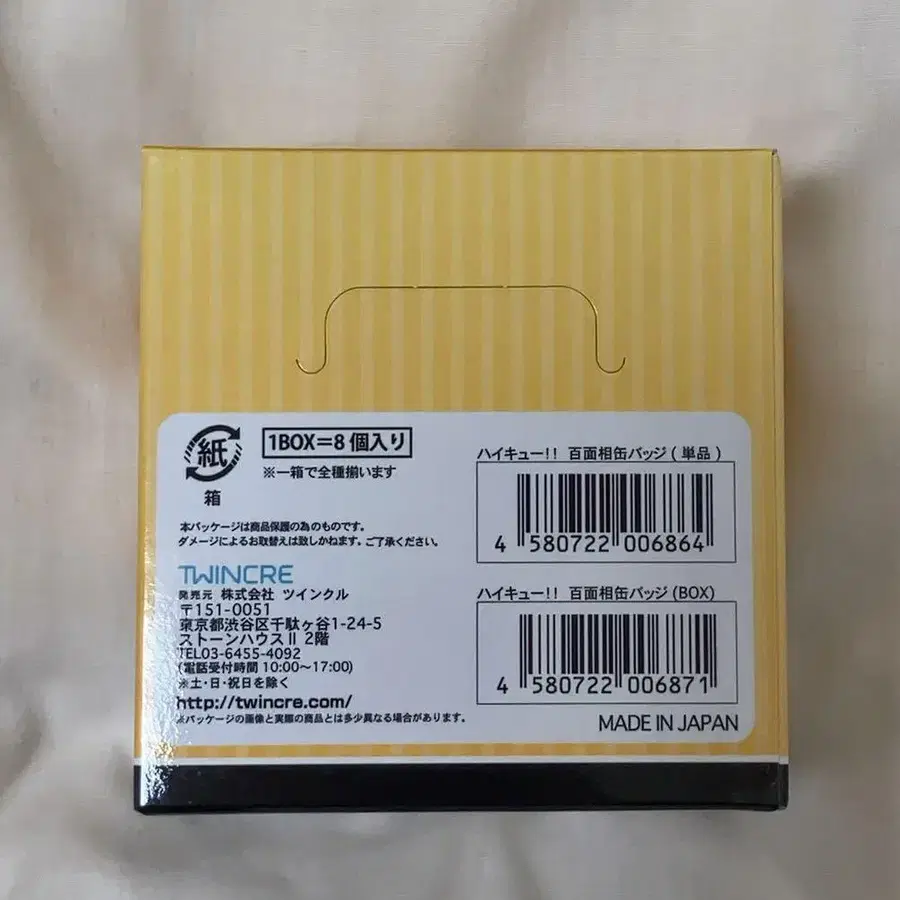 紙
箱
1BOX=8個入り
※一箱で全種揃います
本パッケージは商品保護の為のものです。
ダメージによるお取替えは致しかねます。ご了承ください。
TWINCRE
発売元 株式会社 ツインクル
〒151-0051
東京都渋谷区千駄ヶ谷1-24-5
ストーンハウスⅡ 2階
TEL03-6455-4092
(電話受付時間 10:00〜17:00)
※土・日・祝日を除く
http://twincre.com/
※パッケージの画像と実際の商品とは多少異なる場合があります。
ハイキュー!! 百面相缶バッジ(単品)
4 580722 006864
ハイキュー!! 百面相缶バッジ(BOX)
4 580722 006871
MADE IN JAPAN